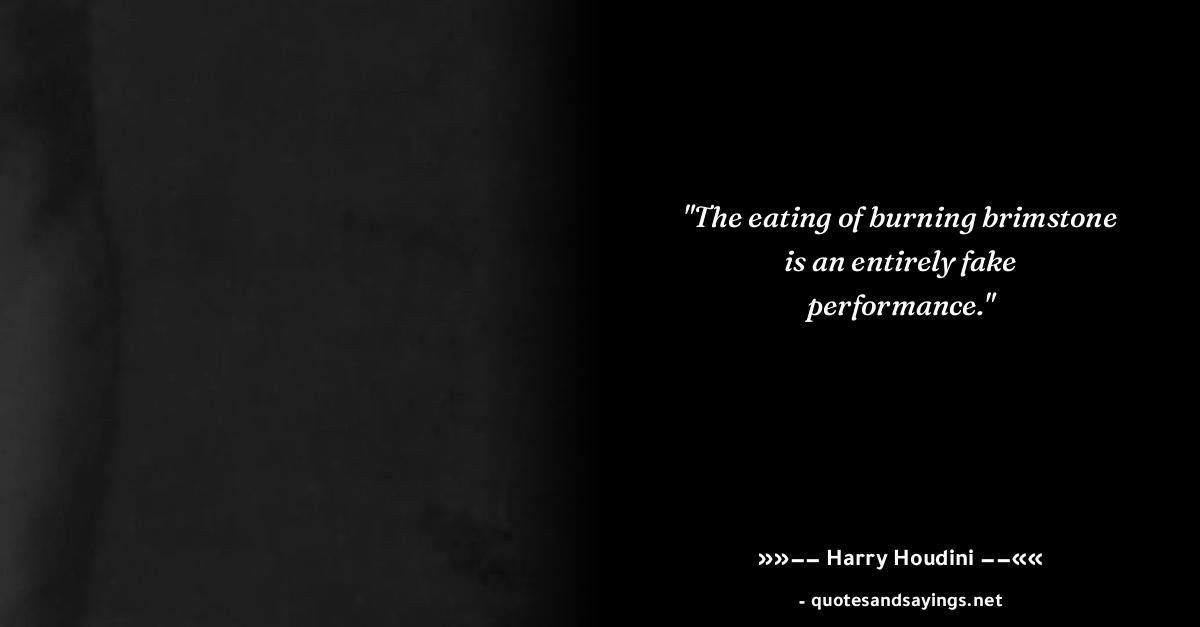 "The eating of burning brimstone
is an entirely fake
performance."
»»–– Harry Houdini ––««
- quotesandsayings.net